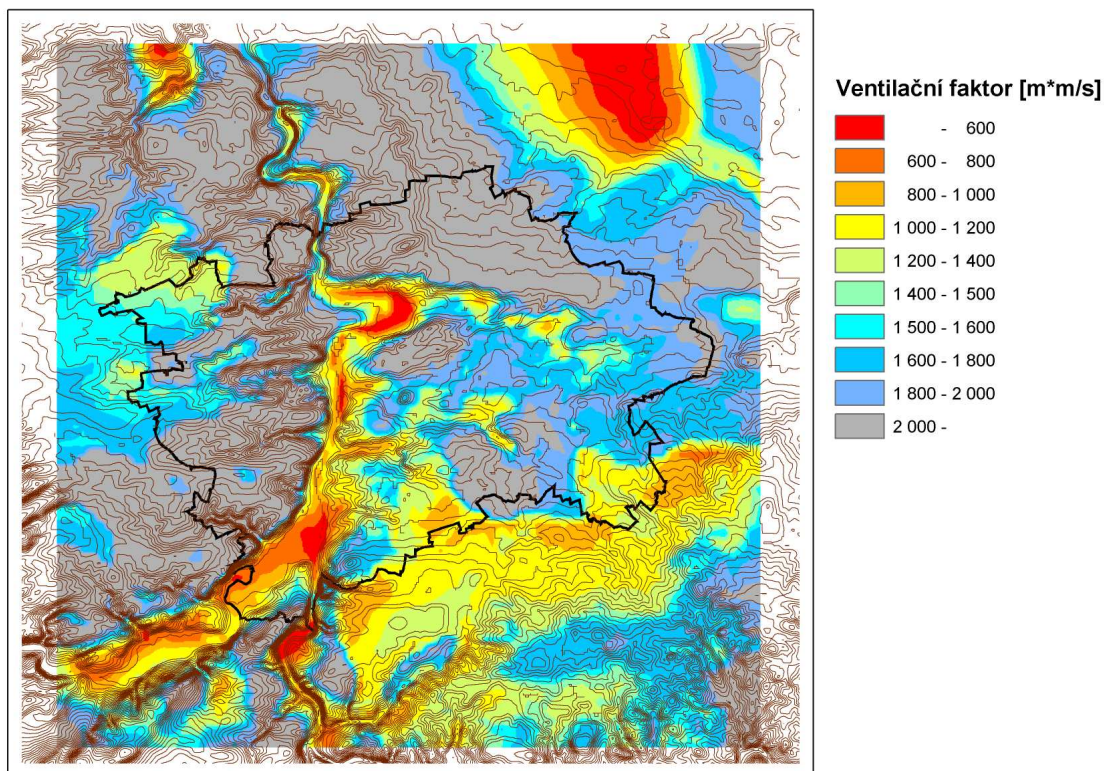 Ventilační faktor [m*m/s]
- 600
600 - 800
800 - 1 000
1 000 - 1 200
1 200 - 1 400
1 400 - 1 500
1 500 - 1 600
1 600 - 1 800
1 800 - 2 000
2 000 -